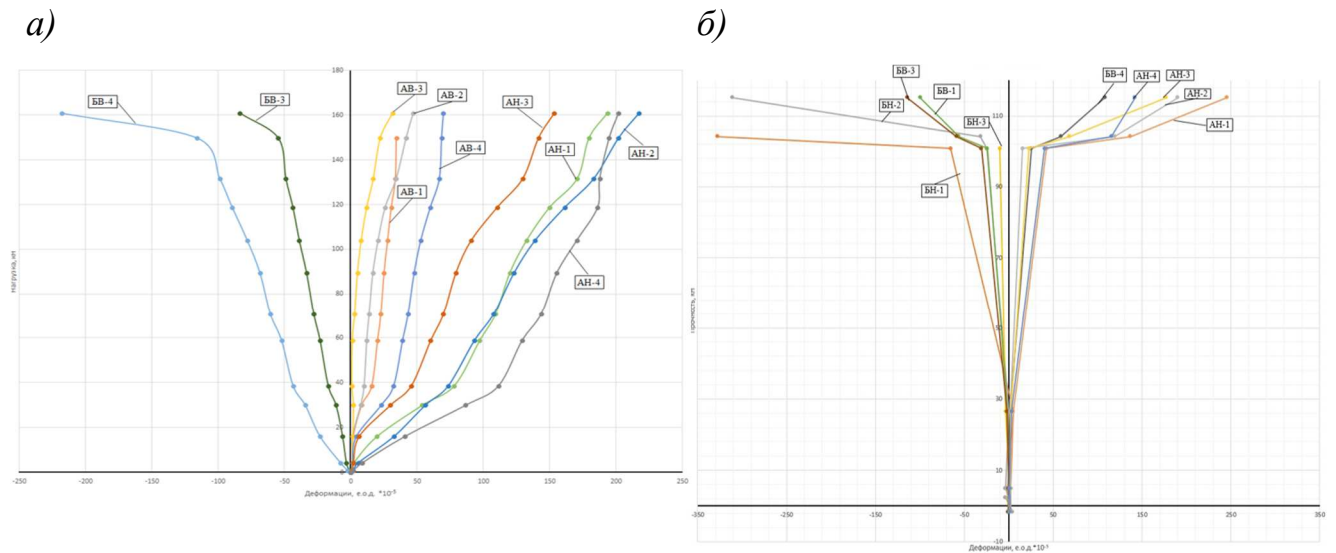 а)
б)
180
160
140
120
100
80
60
40
20
-250
-200
-150
-100
-50
0
50
100
150
200
250
Нагрузка, кН
Деформации, е.о.д. *10⁻⁵
БВ-4
БВ-3
АВ-3
АВ-2
АВ-4
АВ-1
АН-3
АН-1
АН-2
АН-4
110
90
70
50
30
10
-10
-350
-250
-150
-50
50
150
250
350
Деформации, е.о.д.*10⁻⁵
БВ-3
БВ-1
БН-2
БН-3
БН-1
БВ-4
АН-4
АН-3
АН-2
АН-1